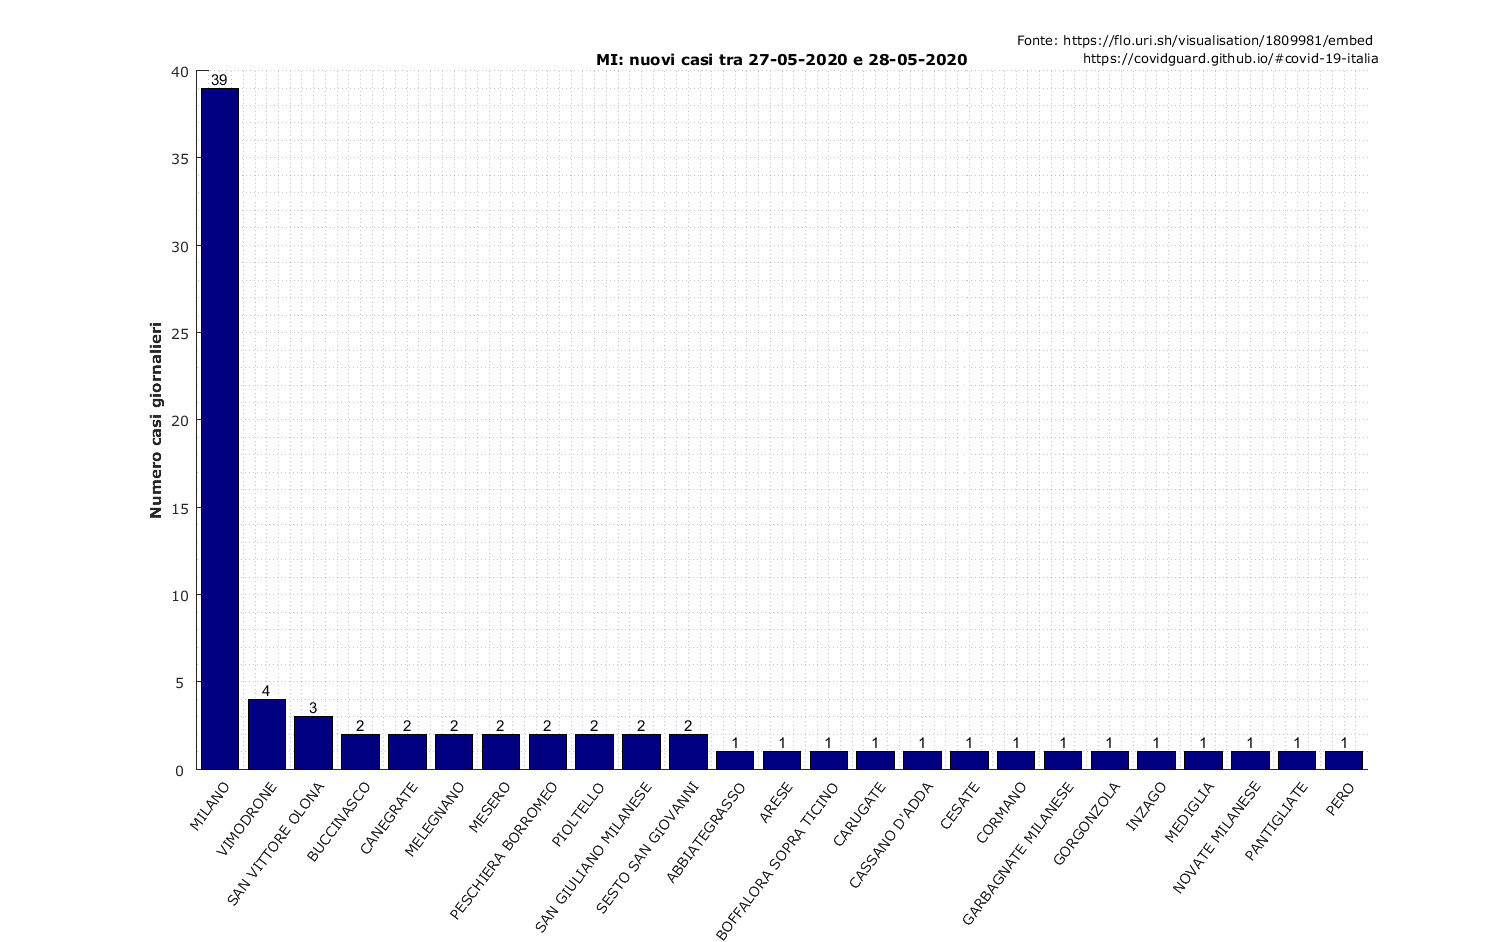 Fonte: https://flo.uri.sh/visualisation/1809981/embed
https://covidguard.github.io/#covid-19-italia
MI: nuovi casi tra 27-05-2020 e 28-05-2020
Numero casi giornalieri
40
35
30
25
20
15
10
5
0
39
4
3
2
2
2
2
2
2
2
2
1
1
1
1
1
1
1
1
1
1
1
1
1
1
MILANO
VIMODRONE
SAN VITTORE OLONA
BUCCINASCO
CANEGRATE
MELEGNANO
MESERO
PESCHIERA BORROMEO
PIOLTELLO
SAN GIULIANO MILANESE
SESTO SAN GIOVANNI
ABBIATEGRASSO
ARESE
BOFFALORA SOPRA TICINO
CARUGATE
CASSANO D'ADDA
CESATE
CORMANO
GARBAGNATE MILANESE
GORGONZOLA
INZAGO
MEDIGLIA
NOVATE MILANESE
PANTIGLIATE
PERO